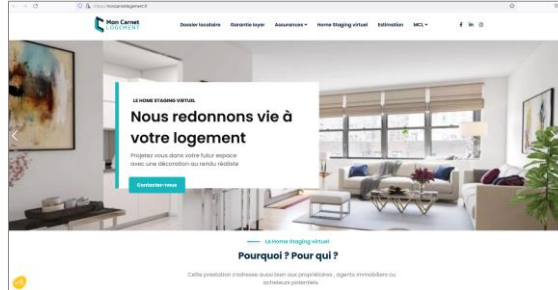 moncarnetlogement.fr
Mon Carnet
LOGEMENT
Dossier locataire Garantie loyer Assurances Home Staging virtuel Estimation MCL
LE HOME STAGING VIRTUEL
Nous redonnons vie à
votre logement
Projetez vous dans votre futur espace
avec une décoration au rendu réaliste
Contactez-nous
Le Home Staging virtuel
Pourquoi ? Pour qui ?
Cette prestation s'adresse aussi bien aux propriétaires, agents immobiliers ou
acheteurs potentiels.